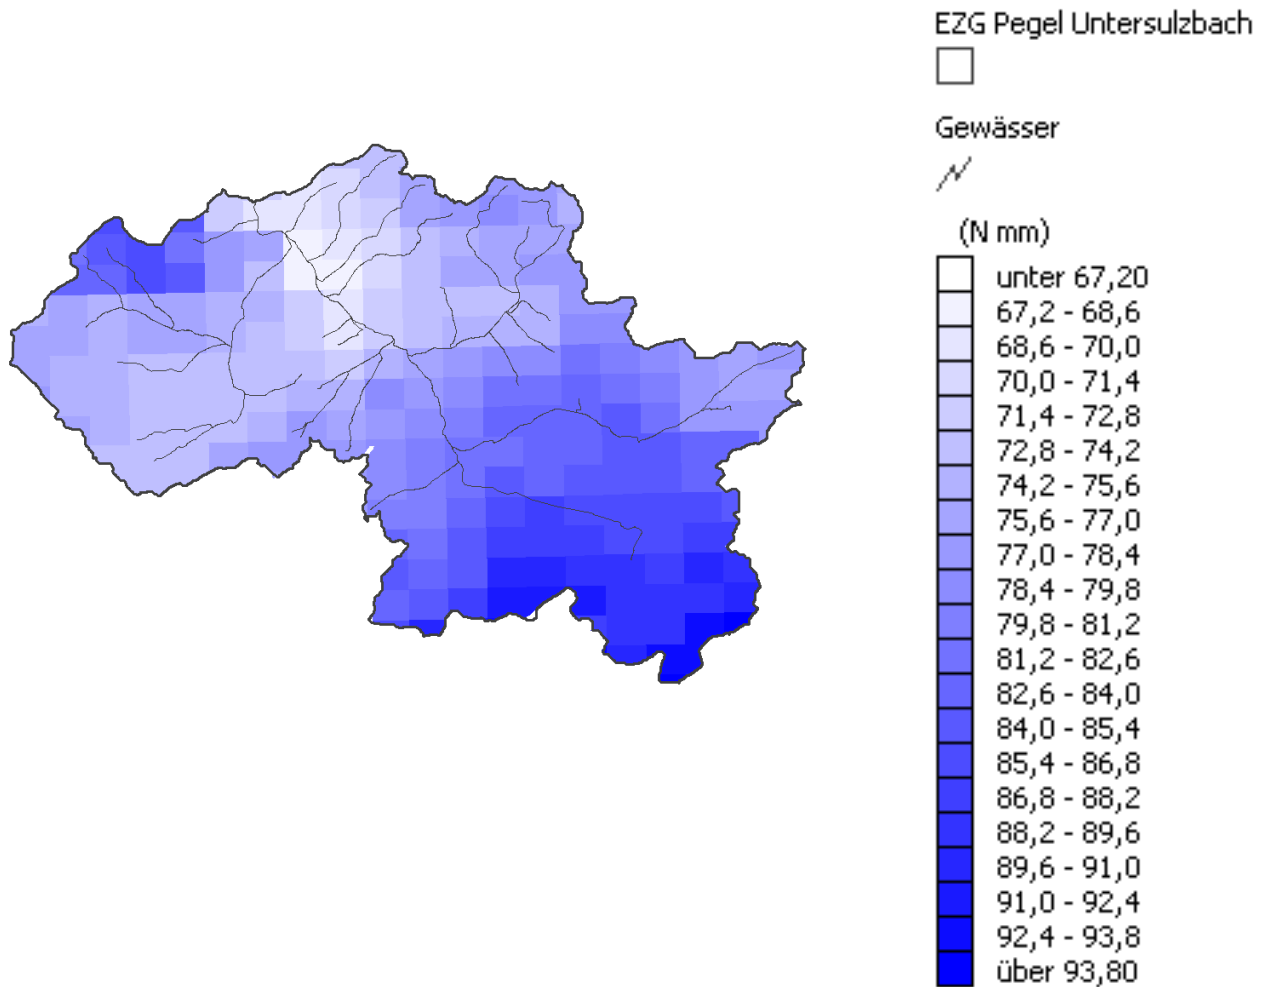 EZG Pegel Untersulzbach
Gewässer
(N mm)
unter 67,20
67,2 - 68,6
68,6 - 70,0
70,0 - 71,4
71,4 - 72,8
72,8 - 74,2
74,2 - 75,6
75,6 - 77,0
77,0 - 78,4
78,4 - 79,8
79,8 - 81,2
81,2 - 82,6
82,6 - 84,0
84,0 - 85,4
85,4 - 86,8
86,8 - 88,2
88,2 - 89,6
89,6 - 91,0
91,0 - 92,4
92,4 - 93,8
über 93,80